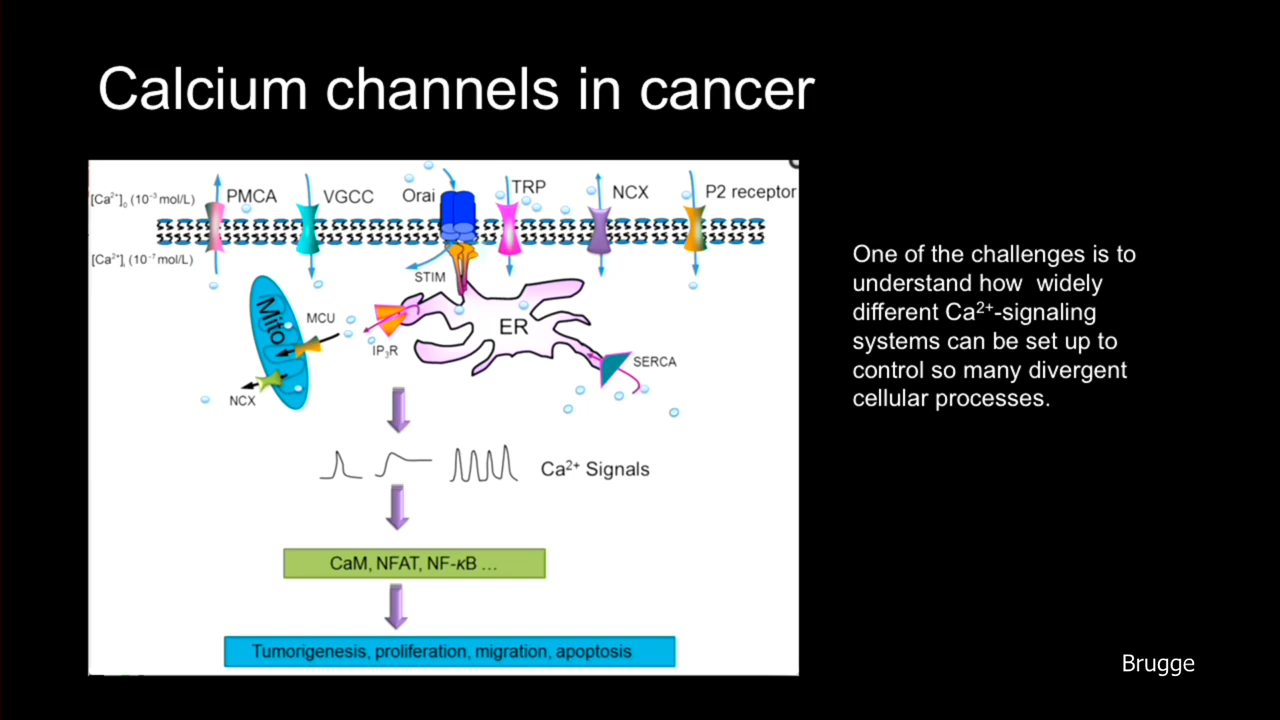 Calcium channels in cancer
[Ca²⁺]₀ (10⁻³ mol/L)
PMCA
VGCC
Orai
TRP
NCX
P2 receptor
[Ca²⁺]ᵢ (10⁻⁷ mol/L)
STIM
Mito
MCU
IP₃R
ER
SERCA
NCX
Ca²⁺ Signals
CaM, NFAT, NF-κB ...
Tumorigenesis, proliferation, migration, apoptosis
One of the challenges is to
understand how widely
different Ca²⁺-signaling
systems can be set up to
control so many divergent
cellular processes.
Brugge